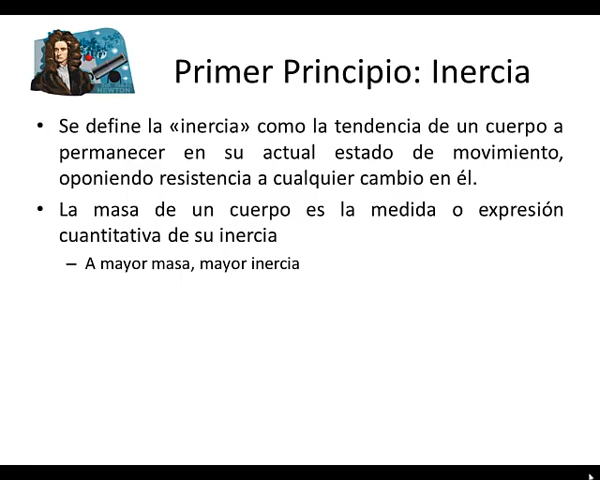 NEWTON
Primer Principio: Inercia
• Se define la «inercia» como la tendencia de un cuerpo a
permanecer en su actual estado de movimiento,
oponiendo resistencia a cualquier cambio en él.
• La masa de un cuerpo es la medida o expresión
cuantitativa de su inercia
– A mayor masa, mayor inercia